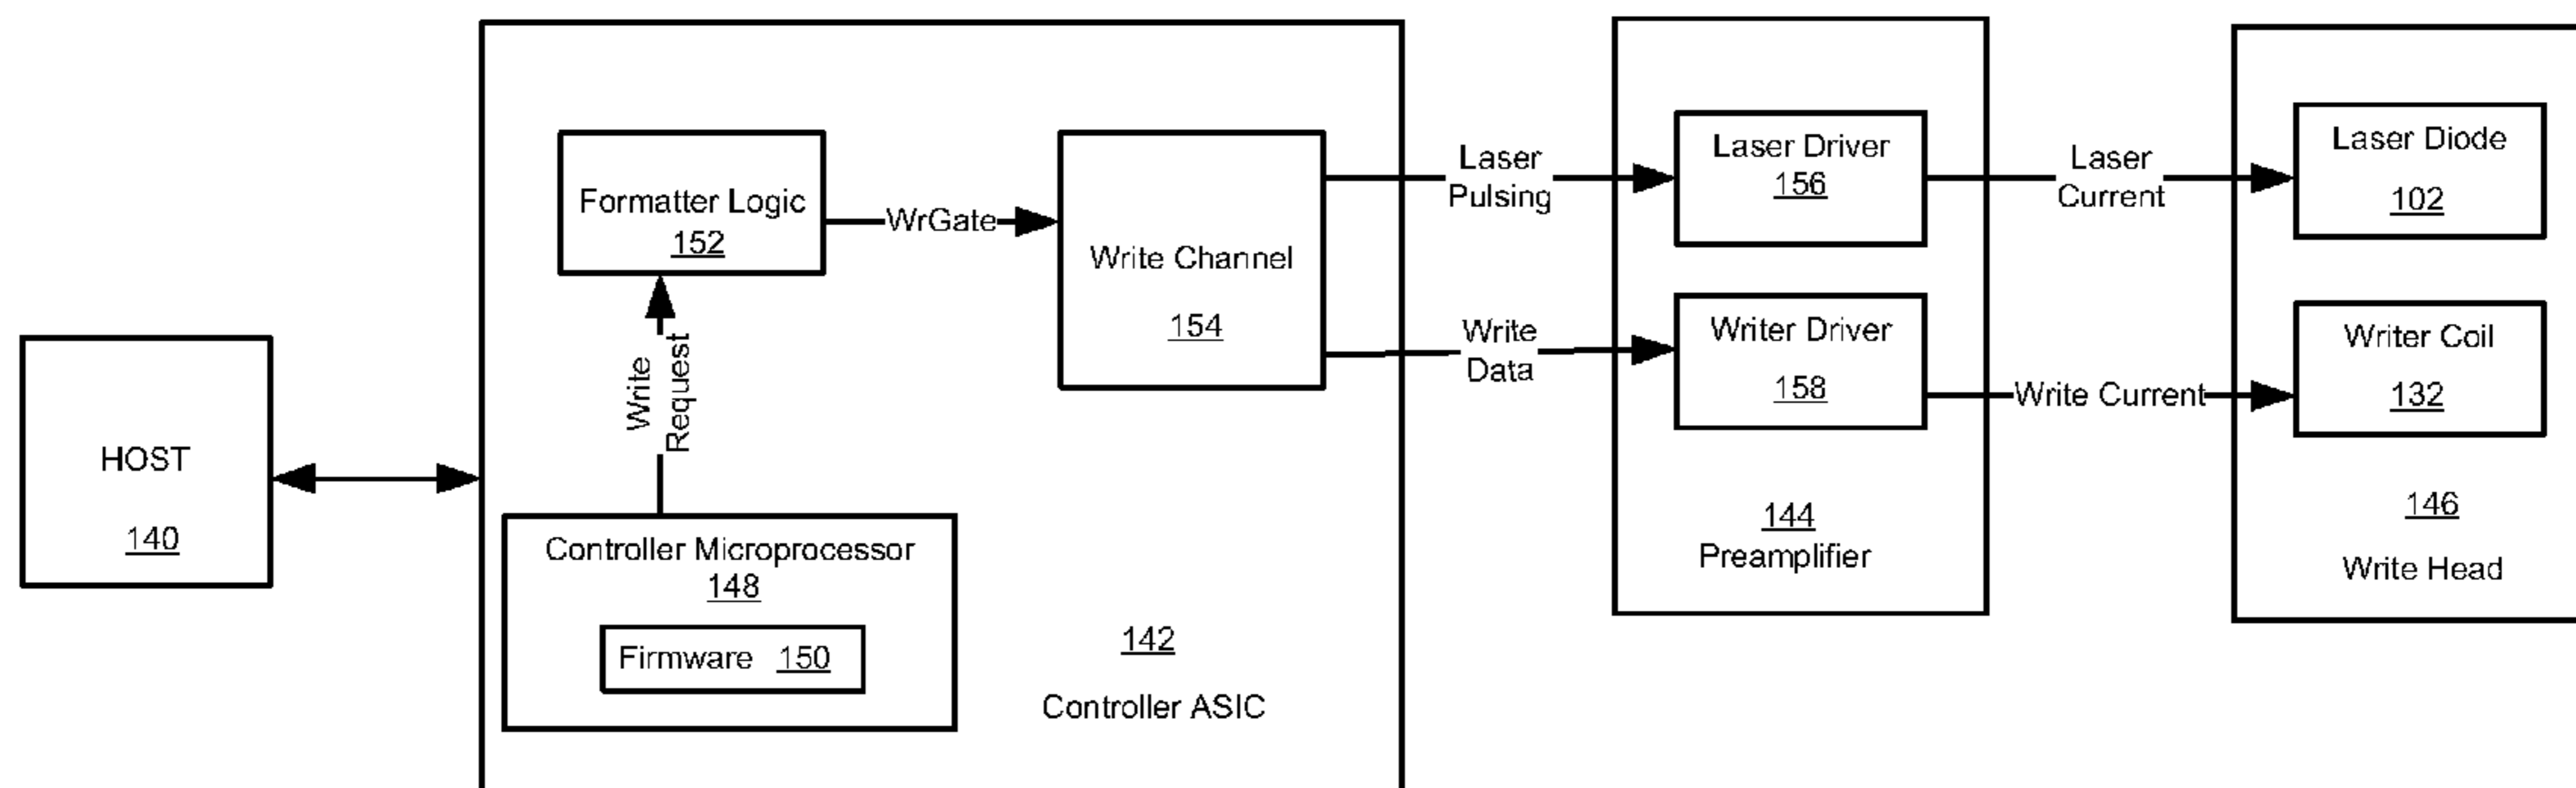 HOST
140
Formatter Logic
152
WrGate
Write Channel
154
Write
Request
Controller Microprocessor
148
Firmware 150
142
Controller ASIC
Laser
Pulsing
Write
Data
Laser Driver
156
Writer Driver
158
144
Preamplifier
Laser
Current
Write Current
Laser Diode
102
Writer Coil
132
146
Write Head